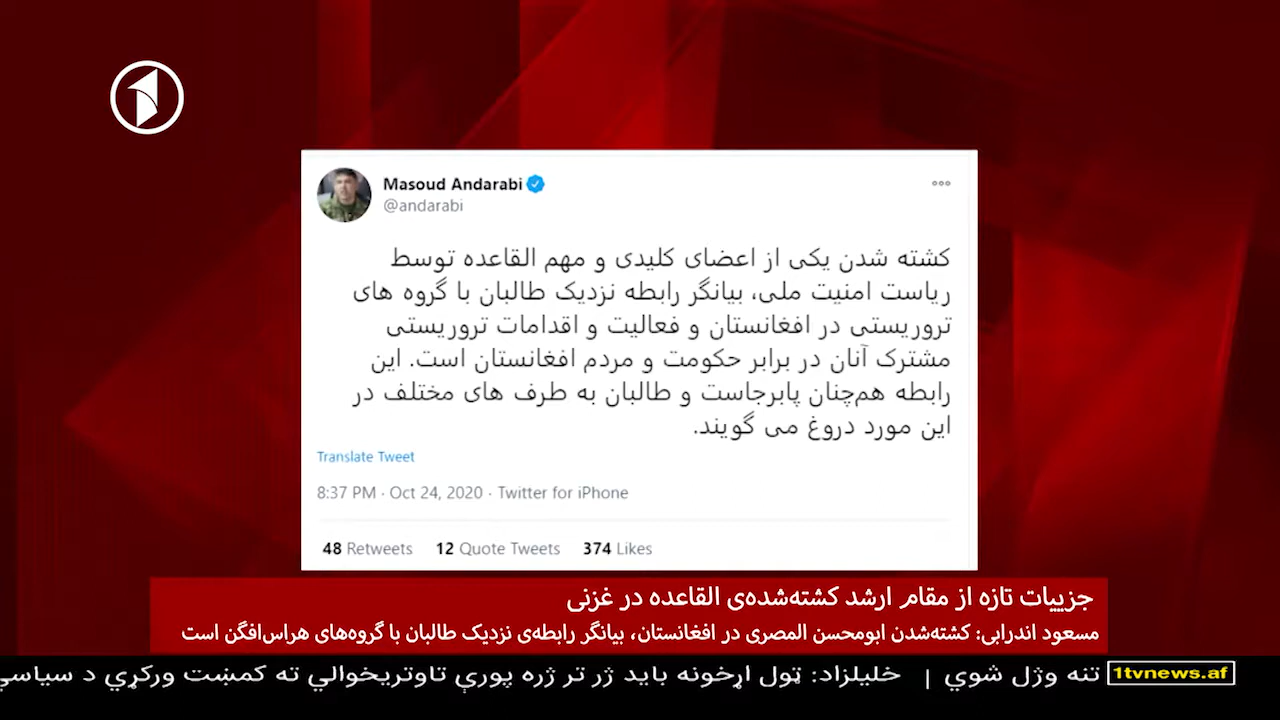 Masoud Andarabi
@andarabi
کشته شدن یکی از اعضای کلیدی و مهم القاعده توسط
ریاست امنیت ملی، بیانگر رابطه نزدیک طالبان با گروه های
تروریستی در افغانستان و فعالیت و اقدامات تروریستی
مشترک آنان در برابر حکومت و مردم افغانستان است. این
رابطه هم‌چنان پابرجاست و طالبان به طرف های مختلف در
این مورد دروغ می گویند.
Translate Tweet
8:37 PM · Oct 24, 2020 · Twitter for iPhone
48 Retweets 12 Quote Tweets 374 Likes
جزییات تازه از مقام ارشد کشته‌شده‌ی القاعده در غزنی
مسعود اندرابی: کشته‌شدن ابومحسن المصری در افغانستان، بیانگر رابطه‌ی نزدیک طالبان با گروه‌های هراس‌افگن است
تنه وژل شوي | خلیلزاد: ټول اړخونه باید ژر تر ژره پورې تاوتریخوالي ته کمښت ورکړي د سیاسي
1tvnews.af